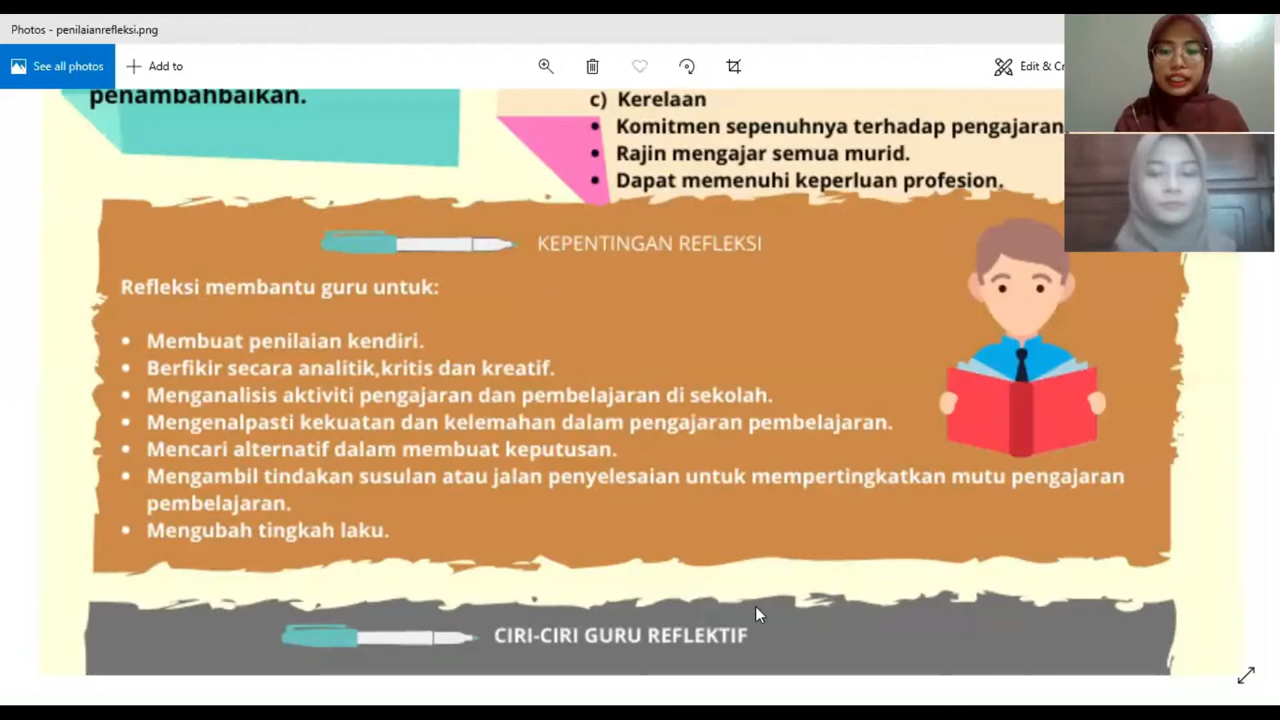 Photos - penilaianrefleksi.png
See all photos
Add to
Edit & Cr
penambahbaikan.
c) Kerelaan
• Komitmen sepenuhnya terhadap pengajaran
• Rajin mengajar semua murid.
• Dapat memenuhi keperluan profesion.
KEPENTINGAN REFLEKSI
Refleksi membantu guru untuk:
• Membuat penilaian kendiri.
• Berfikir secara analitik,kritis dan kreatif.
• Menganalisis aktiviti pengajaran dan pembelajaran di sekolah.
• Mengenalpasti kekuatan dan kelemahan dalam pengajaran pembelajaran.
• Mencari alternatif dalam membuat keputusan.
• Mengambil tindakan susulan atau jalan penyelesaian untuk mempertingkatkan mutu pengajaran
pembelajaran.
• Mengubah tingkah laku.
CIRI-CIRI GURU REFLEKTIF